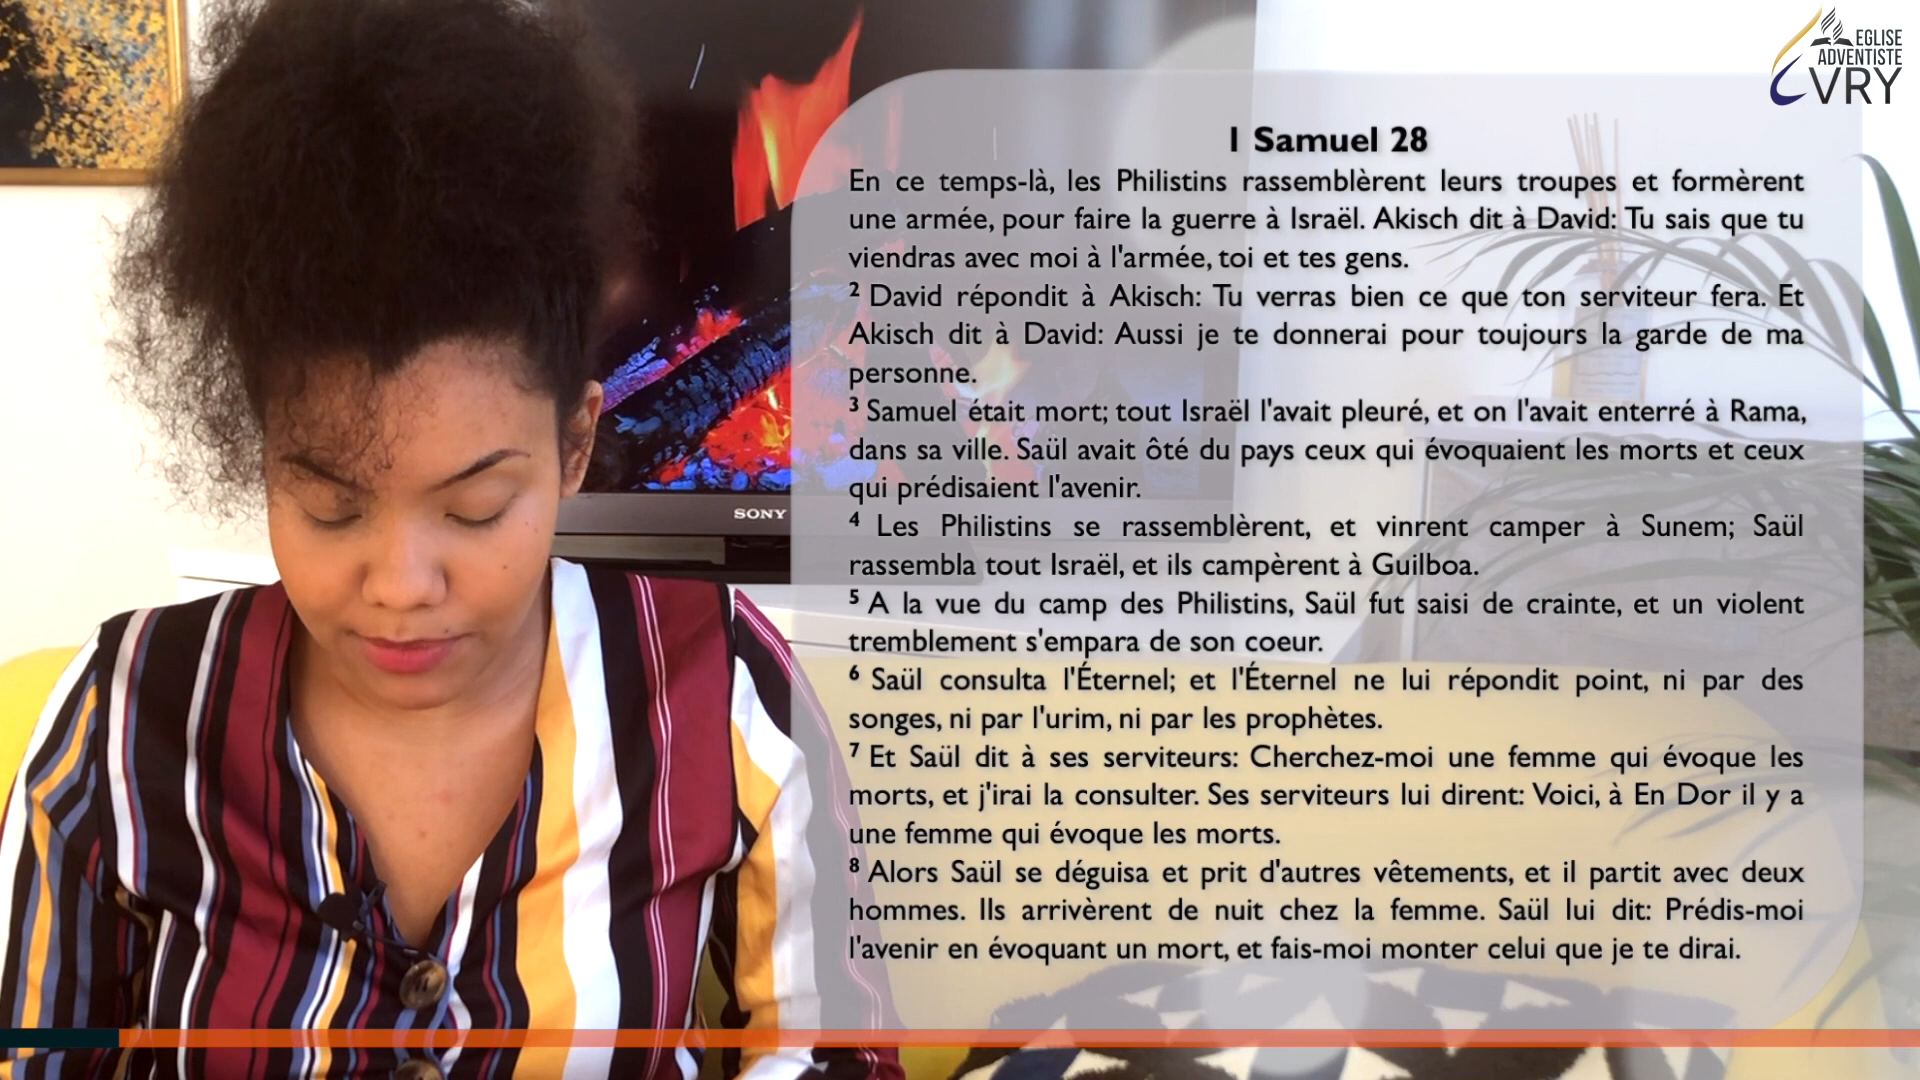 EGLISE
ADVENTISTE
VRY
1 Samuel 28
En ce temps-là, les Philistins rassemblèrent leurs troupes et formèrent
une armée, pour faire la guerre à Israël. Akisch dit à David: Tu sais que tu
viendras avec moi à l'armée, toi et tes gens.
2 David répondit à Akisch: Tu verras bien ce que ton serviteur fera. Et
Akisch dit à David: Aussi je te donnerai pour toujours la garde de ma
personne.
3 Samuel était mort; tout Israël l'avait pleuré, et on l'avait enterré à Rama,
dans sa ville. Saül avait ôté du pays ceux qui évoquaient les morts et ceux
qui prédisaient l'avenir.
4 Les Philistins se rassemblèrent, et vinrent camper à Sunem; Saül
rassembla tout Israël, et ils campèrent à Guilboa.
5 A la vue du camp des Philistins, Saül fut saisi de crainte, et un violent
tremblement s'empara de son coeur.
6 Saül consulta l'Éternel; et l'Éternel ne lui répondit point, ni par des
songes, ni par l'urim, ni par les prophètes.
7 Et Saül dit à ses serviteurs: Cherchez-moi une femme qui évoque les
morts, et j'irai la consulter. Ses serviteurs lui dirent: Voici, à En Dor il y a
une femme qui évoque les morts.
8 Alors Saül se déguisa et prit d'autres vêtements, et il partit avec deux
hommes. Ils arrivèrent de nuit chez la femme. Saül lui dit: Prédis-moi
l'avenir en évoquant un mort, et fais-moi monter celui que je te dirai.
SONY